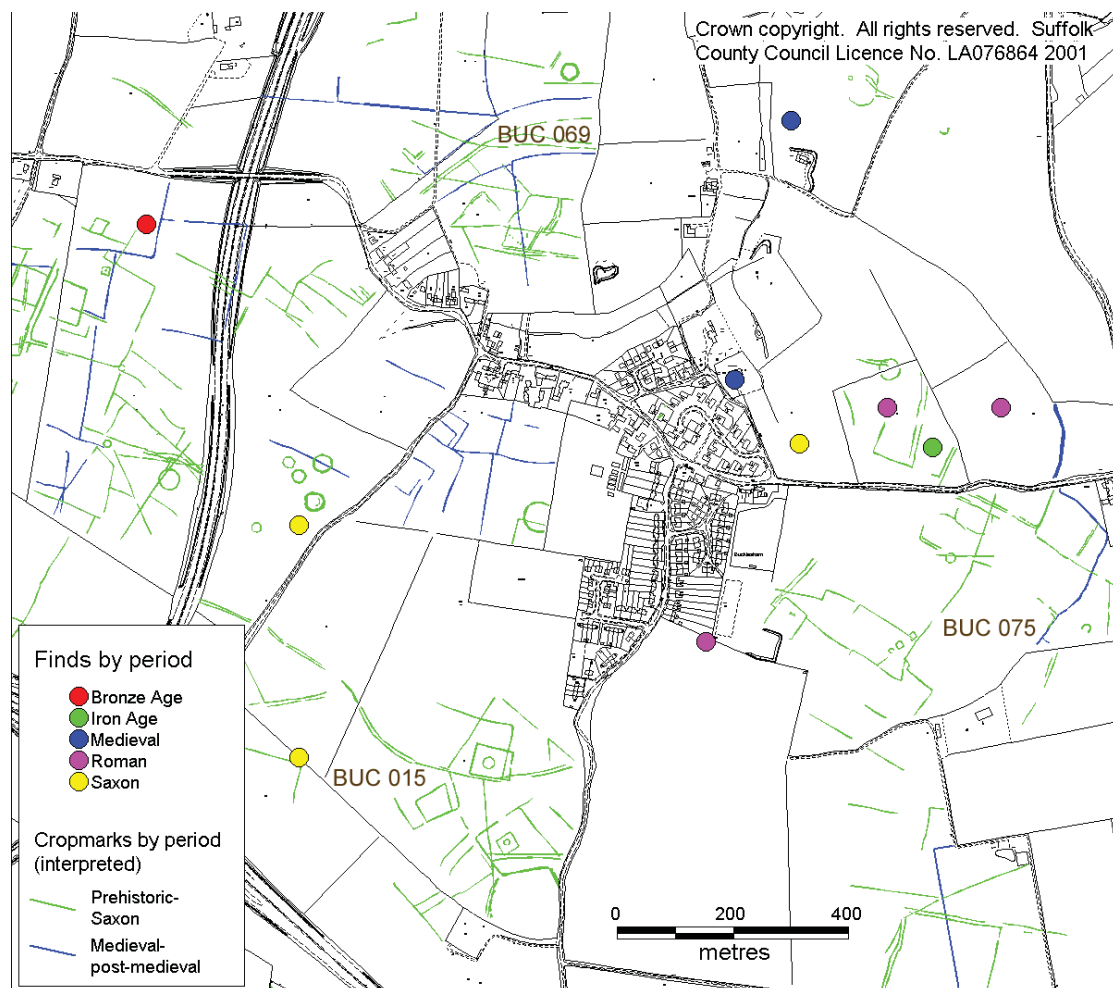 Crown copyright. All rights reserved. Suffolk
County Council Licence No. LA076864 2001
BUC 069
Bucklesham
BUC 075
BUC 015
Finds by period
Bronze Age
Iron Age
Medieval
Roman
Saxon
Cropmarks by period
(interpreted)
Prehistoric-
Saxon
Medieval-
post-medieval
0 200 400
metres